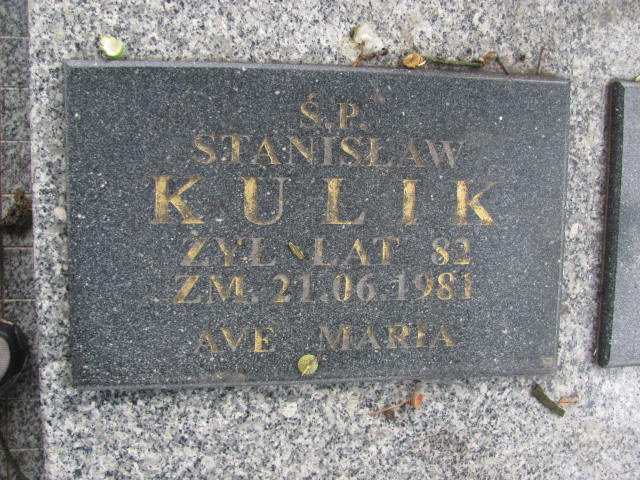 Ś.P.
STANISŁAW
KULIK
ŻYŁ LAT 82
ZM. 21.06.1981
AVE MARIA